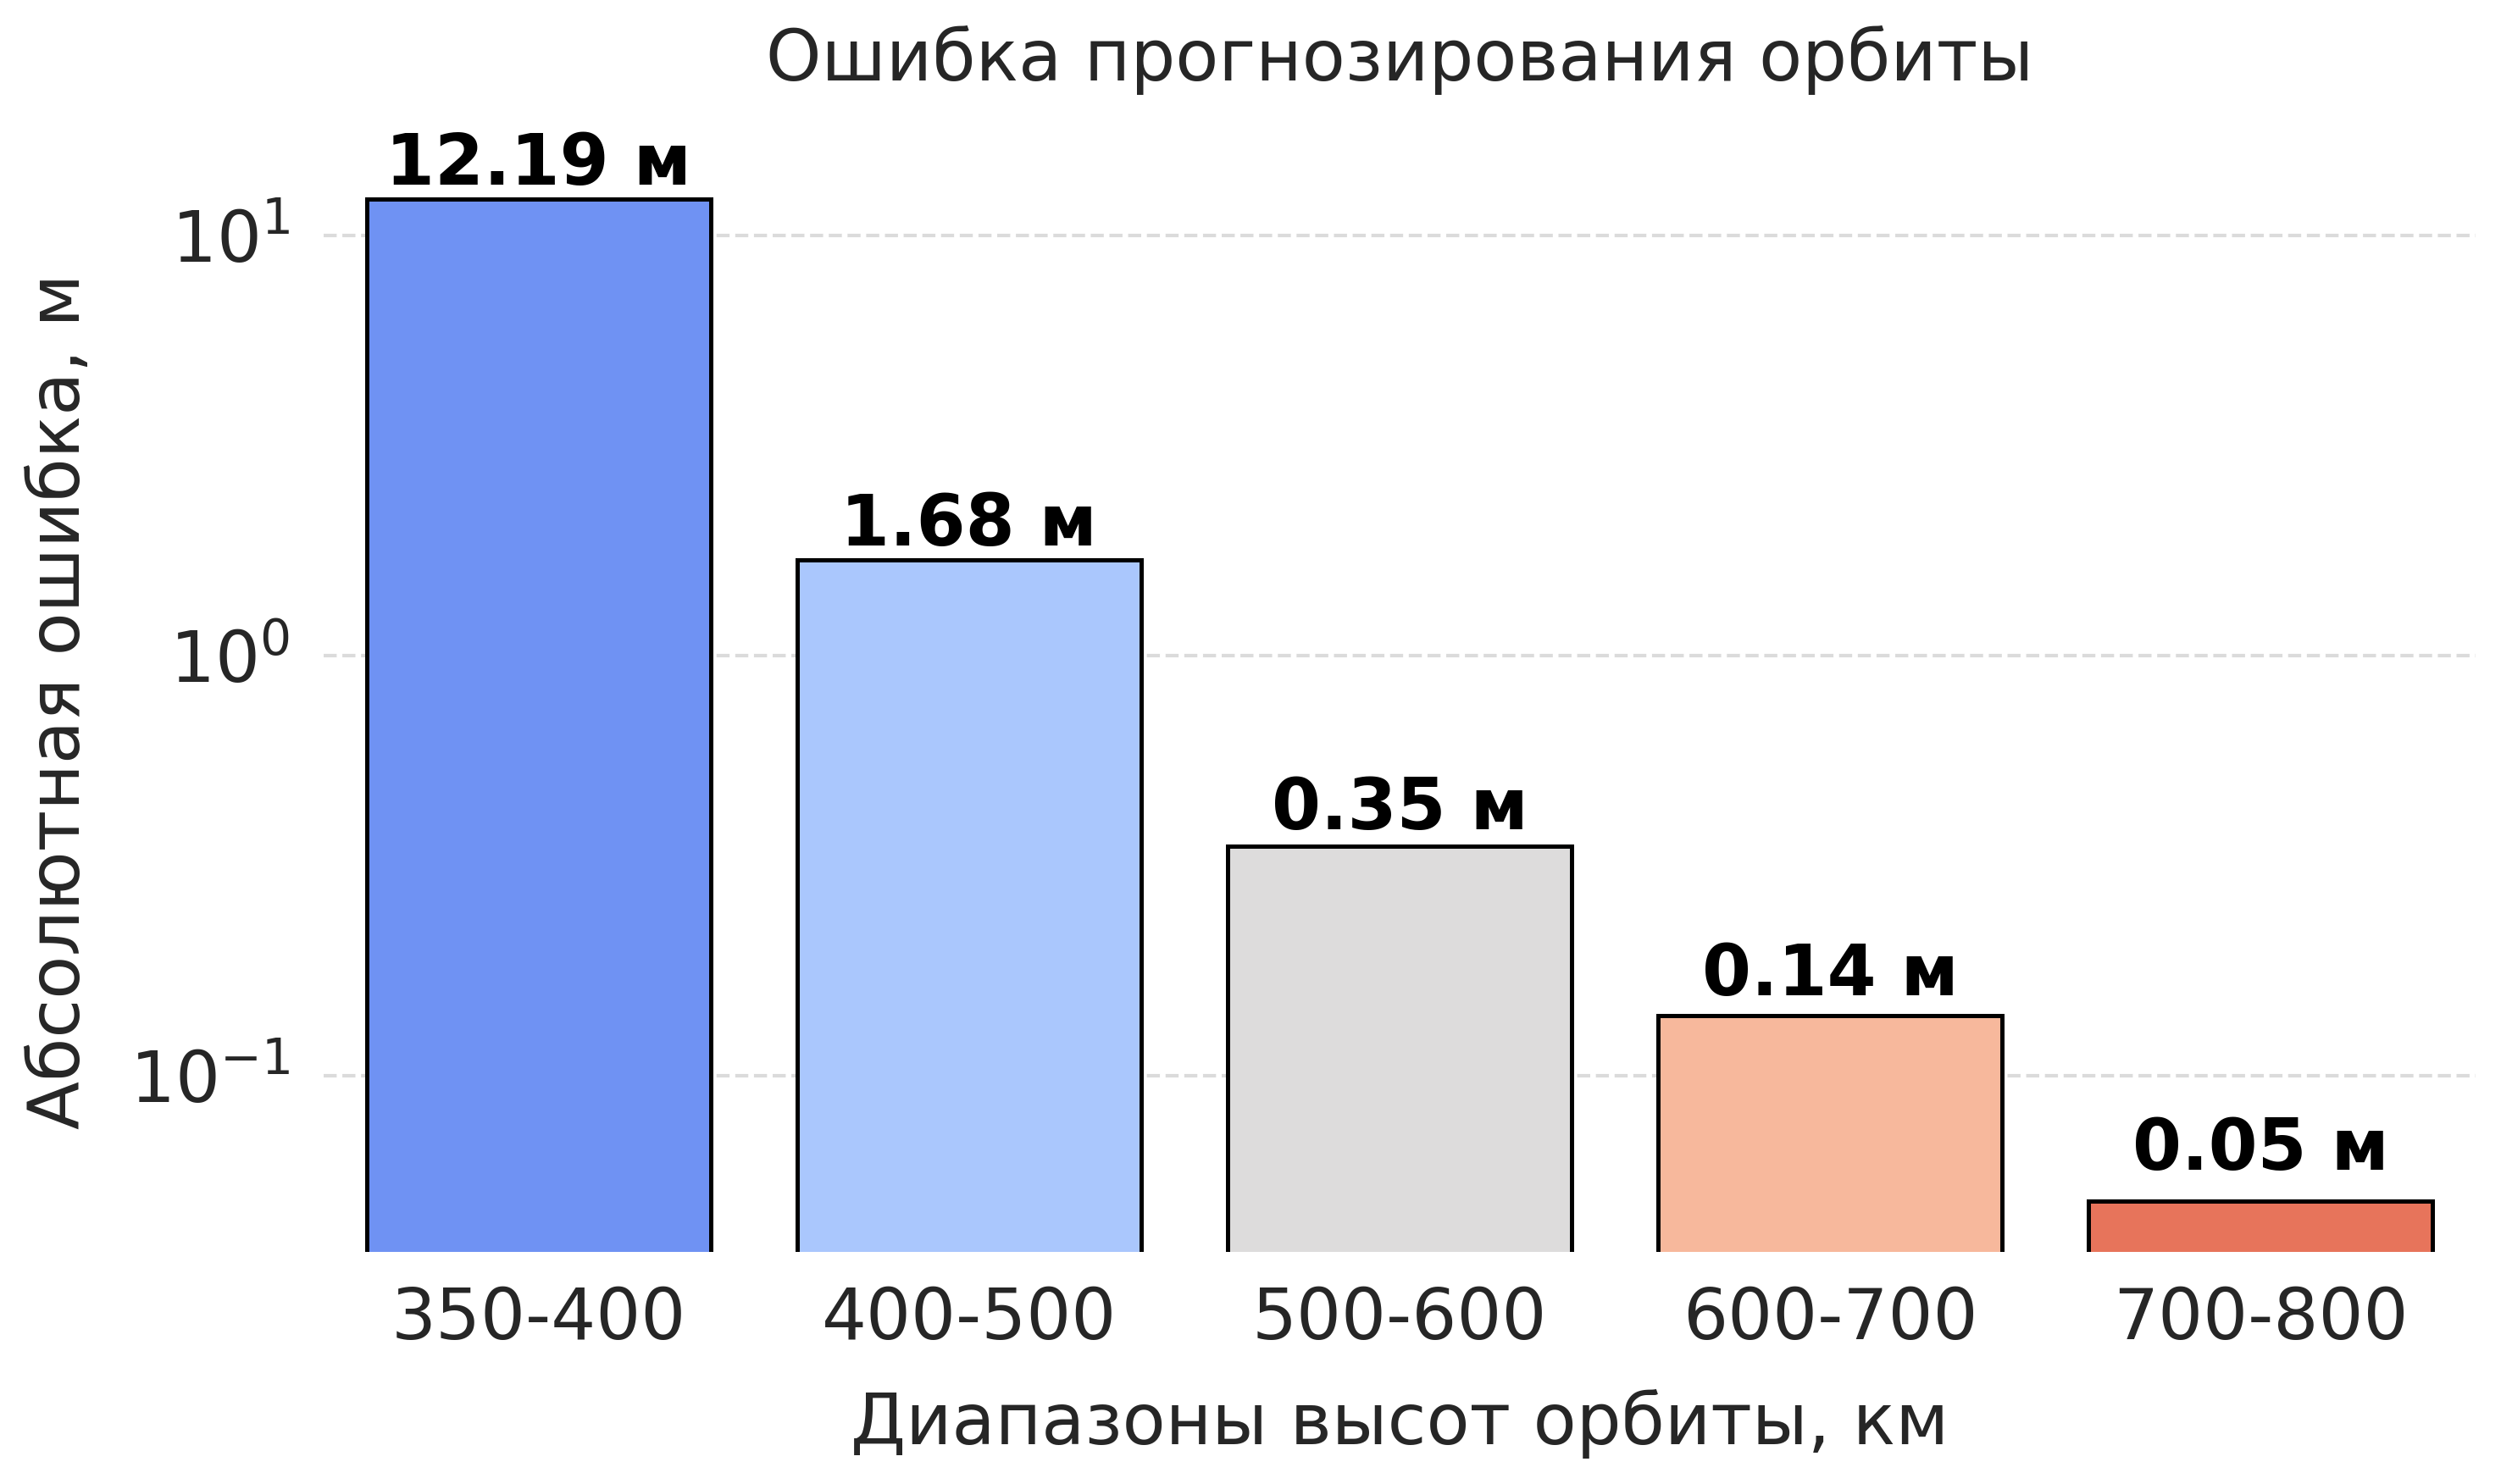 Ошибка прогнозирования орбиты
12.19 м
10¹
Абсолютная ошибка, м
1.68 м
10⁰
0.35 м
0.14 м
10⁻¹
0.05 м
350-400 400-500 500-600 600-700 700-800
Диапазоны высот орбиты, км